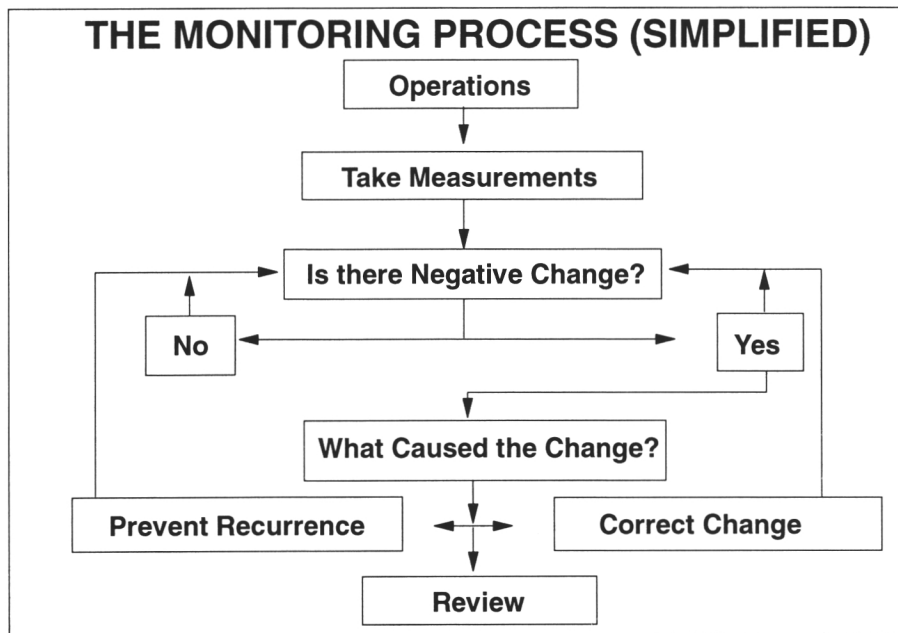 THE MONITORING PROCESS (SIMPLIFIED)
Operations
Take Measurements
Is there Negative Change?
No
Yes
What Caused the Change?
Prevent Recurrence
Correct Change
Review